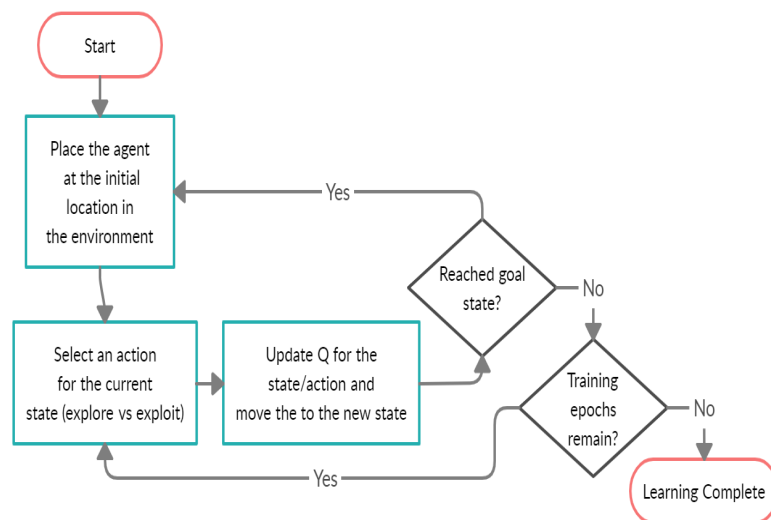 Start
Place the agent
at the initial
location in
the environment
Yes
Reached goal
state?
No
Select an action
for the current
state (explore vs exploit)
Update Q for the
state/action and
move the to the new state
Training
epochs
remain?
No
Yes
Learning Complete